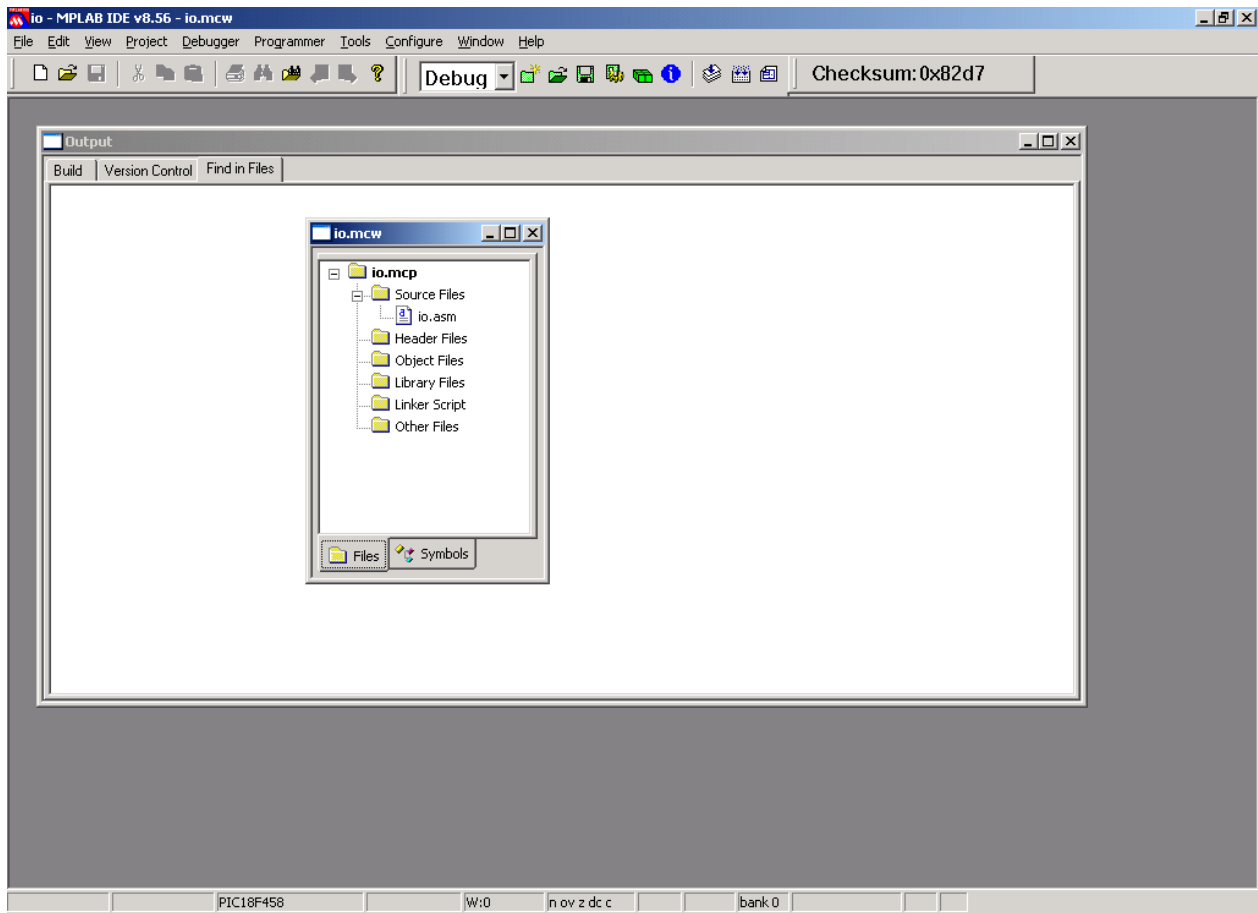 io - MPLAB IDE v8.56 - io.mcw
File Edit View Project Debugger Programmer Tools Configure Window Help
Debug Checksum: 0x82d7
Output
Build Version Control Find in Files
io.mcw
io.mcp
Source Files
io.asm
Header Files
Object Files
Library Files
Linker Script
Other Files
Files Symbols
PIC18F458 W:0 n ov z dc c bank 0